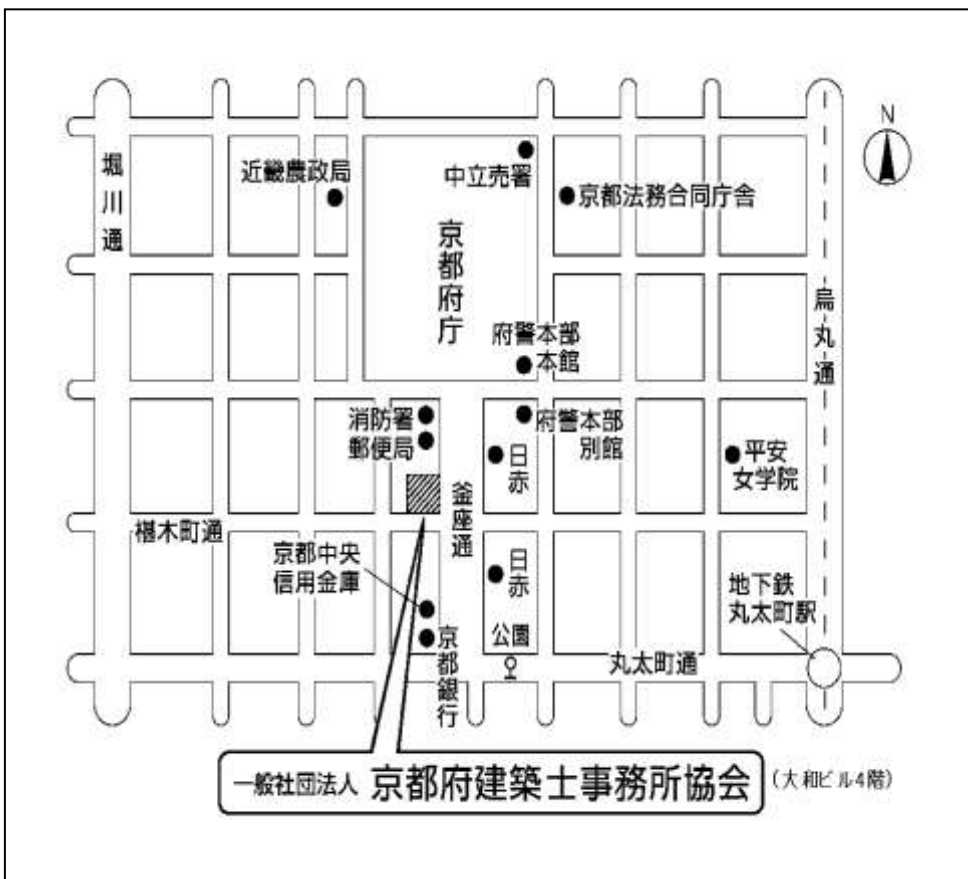 N
堀川通
近畿農政局
中立売署
京都法務合同庁舎
京都府庁
烏丸通
府警本部
本館
消防署
郵便局
府警本部
別館
日赤
平安
女学院
釜座通
椹木町通
京都中央
信用金庫
日赤
地下鉄
丸太町駅
公園
京都銀行
丸太町通
一般社団法人 京都府建築士事務所協会
(大和ビル4階)